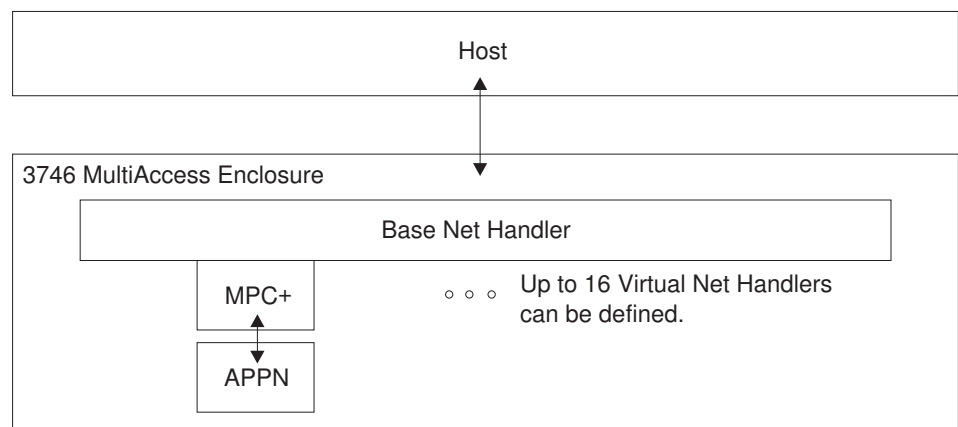 Host
3746 MultiAccess Enclosure
Base Net Handler
MPC+
Up to 16 Virtual Net Handlers
can be defined.
APPN